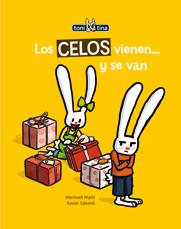 toni tina
Los CELOS vienen...
y se van
Meritxell Martí
Xavier Salomó